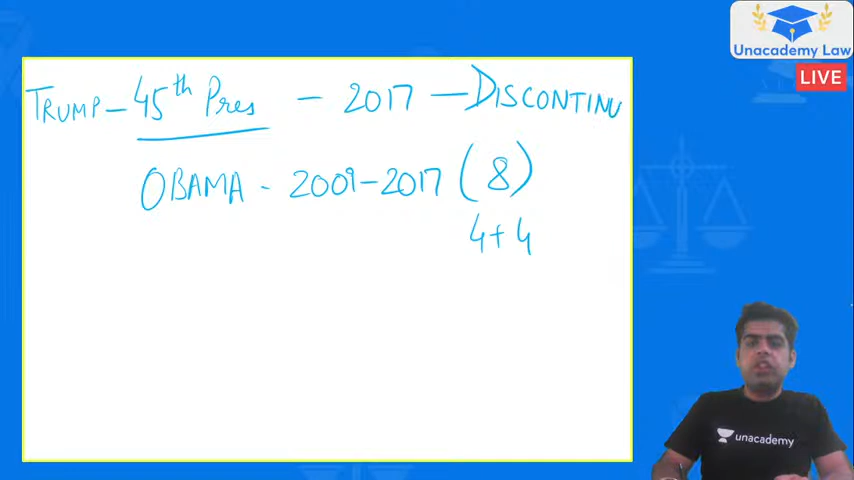 Unacademy Law
LIVE
TRUMP - 45th Pres - 2017 - DISCONTINU
OBAMA - 2009-2017 (8)
4+4
unacademy